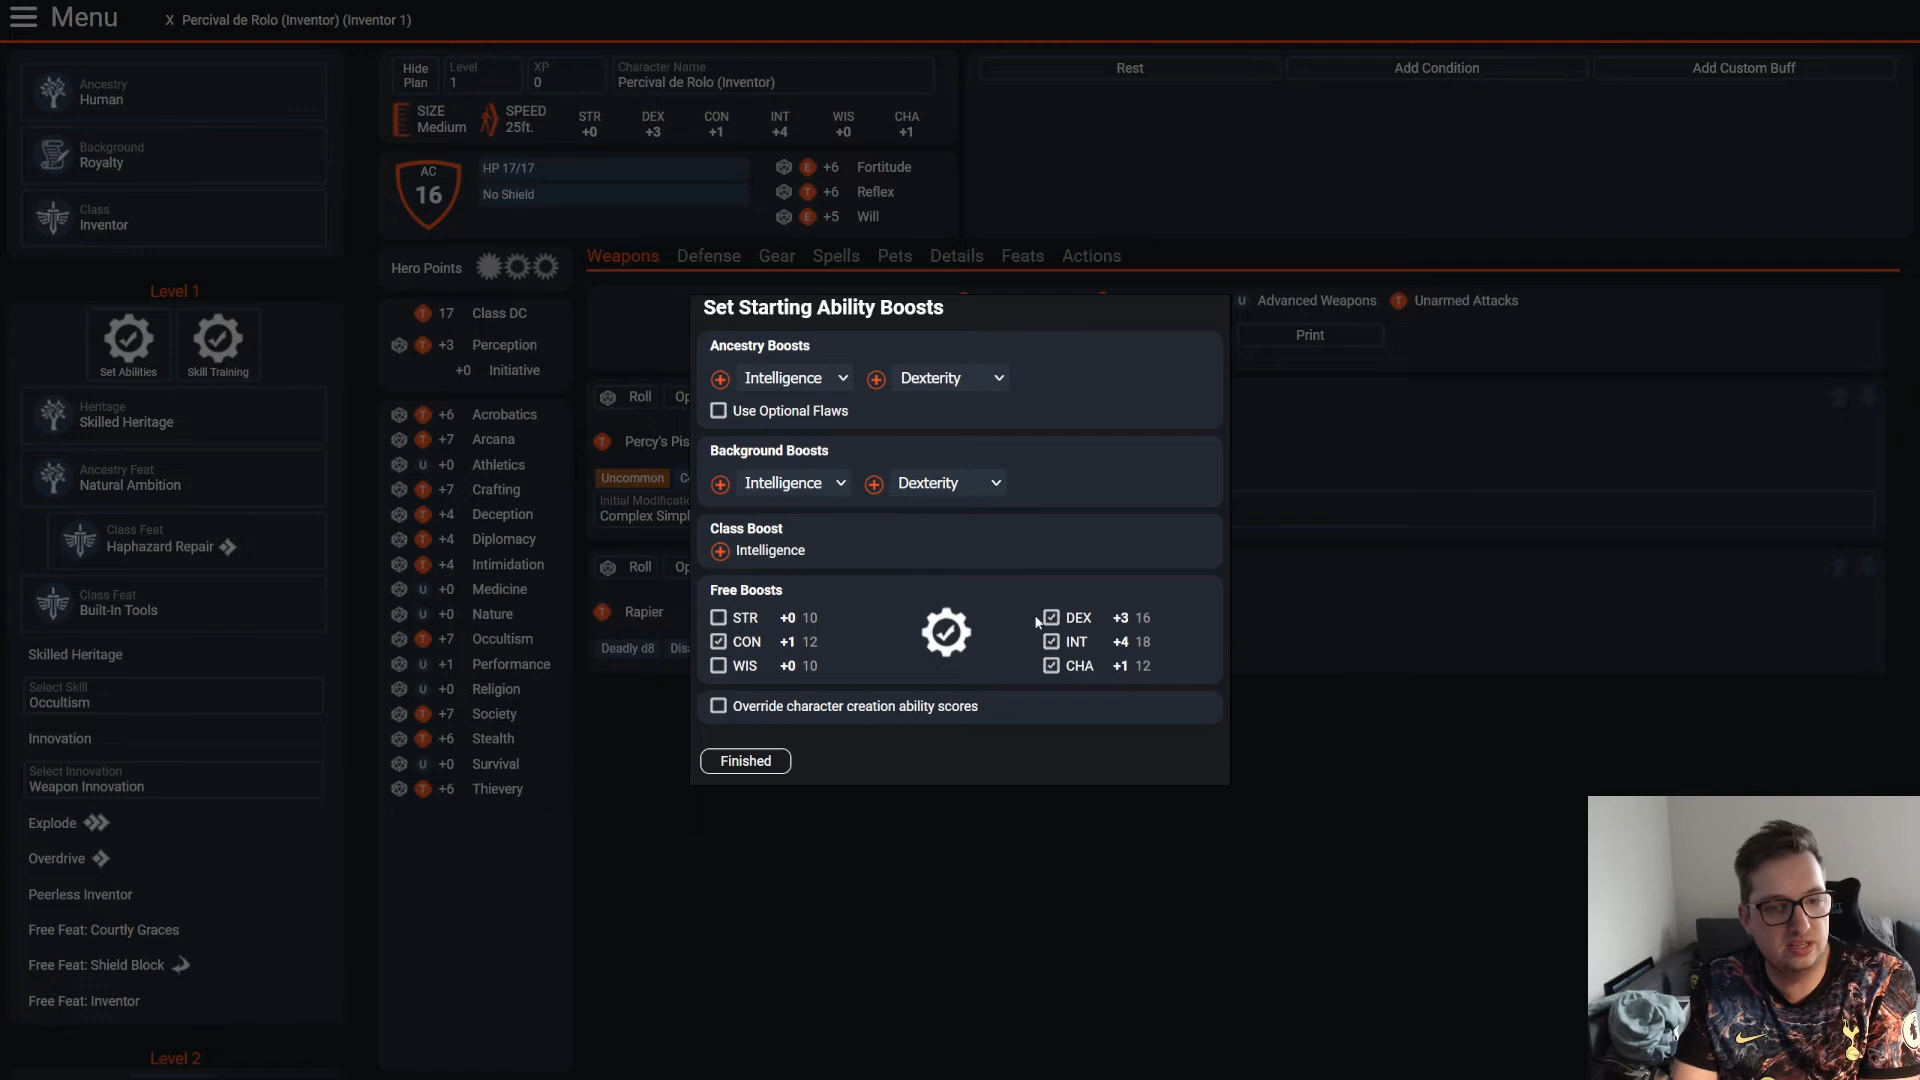 Menu
X Percival de Rolo (Inventor) (Inventor 1)
Ancestry
Human
Background
Royalty
Class
Inventor
Level 1
Set Abilities
Skill Training
Heritage
Skilled Heritage
Ancestry Feat
Natural Ambition
Class Feat
Haphazard Repair
Class Feat
Built-In Tools
Skilled Heritage
Select Skill
Occultism
Innovation
Select Innovation
Weapon Innovation
Explode
Overdrive
Peerless Inventor
Free Feat: Courtly Graces
Free Feat: Shield Block
Free Feat: Inventor
Level 2
Hide
Plan
Level
1
XP
0
Character Name
Percival de Rolo (Inventor)
SIZE
Medium
SPEED
25ft.
STR
+0
DEX
+3
CON
+1
INT
+4
WIS
+0
CHA
+1
AC
16
HP 17/17
No Shield
E +6 Fortitude
T +6 Reflex
E +5 Will
Rest
Add Condition
Add Custom Buff
Hero Points
Weapons Defense Gear Spells Pets Details Feats Actions
T 17 Class DC
T +3 Perception
+0 Initiative
T +6 Acrobatics
T +7 Arcana
U +0 Athletics
T +7 Crafting
T +4 Deception
T +4 Diplomacy
T +4 Intimidation
U +0 Medicine
U +0 Nature
T +7 Occultism
U +1 Performance
U +0 Religion
T +7 Society
T +6 Stealth
U +0 Survival
T +6 Thievery
U Advanced Weapons T Unarmed Attacks
Print
Roll
T Percy's Pis
Uncommon
Initial Modificati
Complex Simpl
Roll
T Rapier
Deadly d8
Set Starting Ability Boosts
Ancestry Boosts
Intelligence Dexterity
Use Optional Flaws
Background Boosts
Intelligence Dexterity
Class Boost
Intelligence
Free Boosts
STR +0 10
CON +1 12
WIS +0 10
DEX +3 16
INT +4 18
CHA +1 12
Override character creation ability scores
Finished